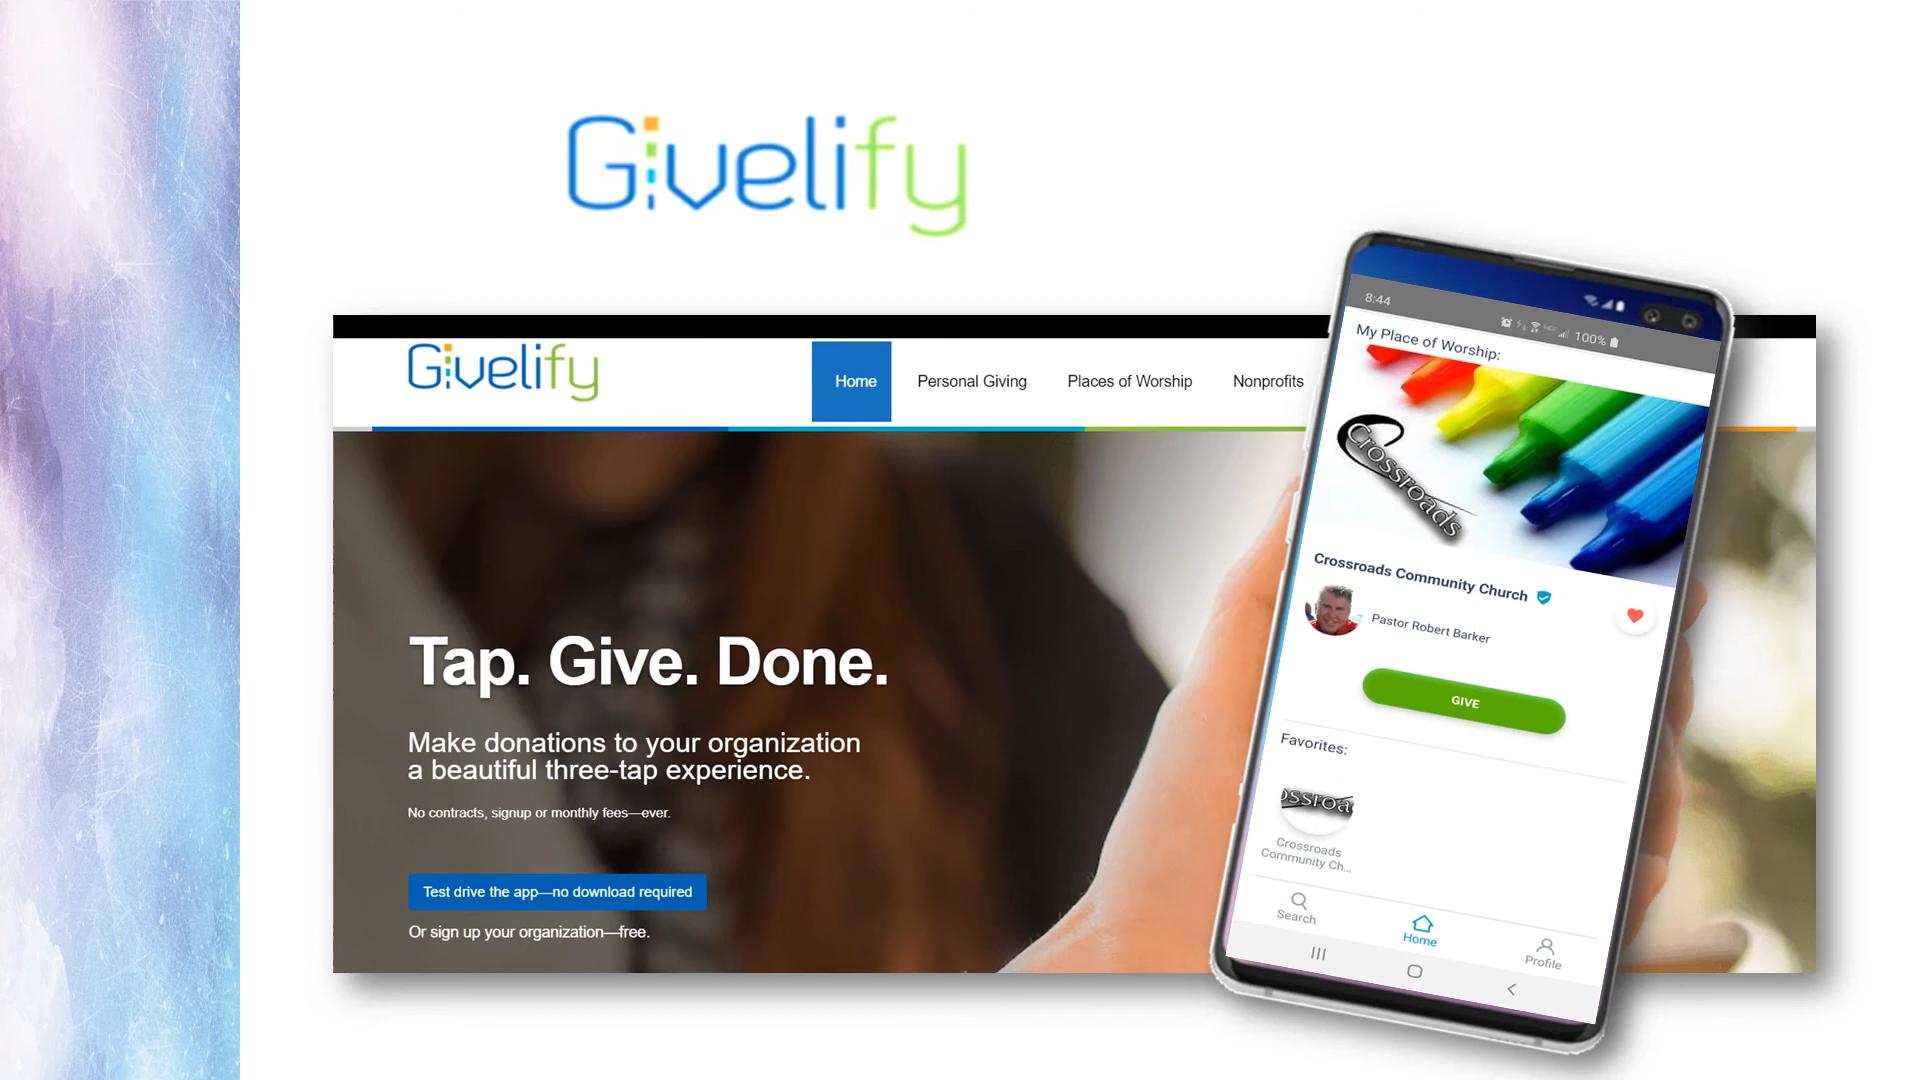 Givelify
Givelify
Home
Personal Giving
Places of Worship
Nonprofits
Tap. Give. Done.
Make donations to your organization
a beautiful three-tap experience.
No contracts, signup or monthly fees—ever.
Test drive the app—no download required
Or sign up your organization—free.
8:44
100%
My Place of Worship:
Crossroads
Crossroads Community Church
Pastor Robert Barker
GIVE
Favorites:
ossroa
Crossroads
Community Ch...
Search
Home
Profile